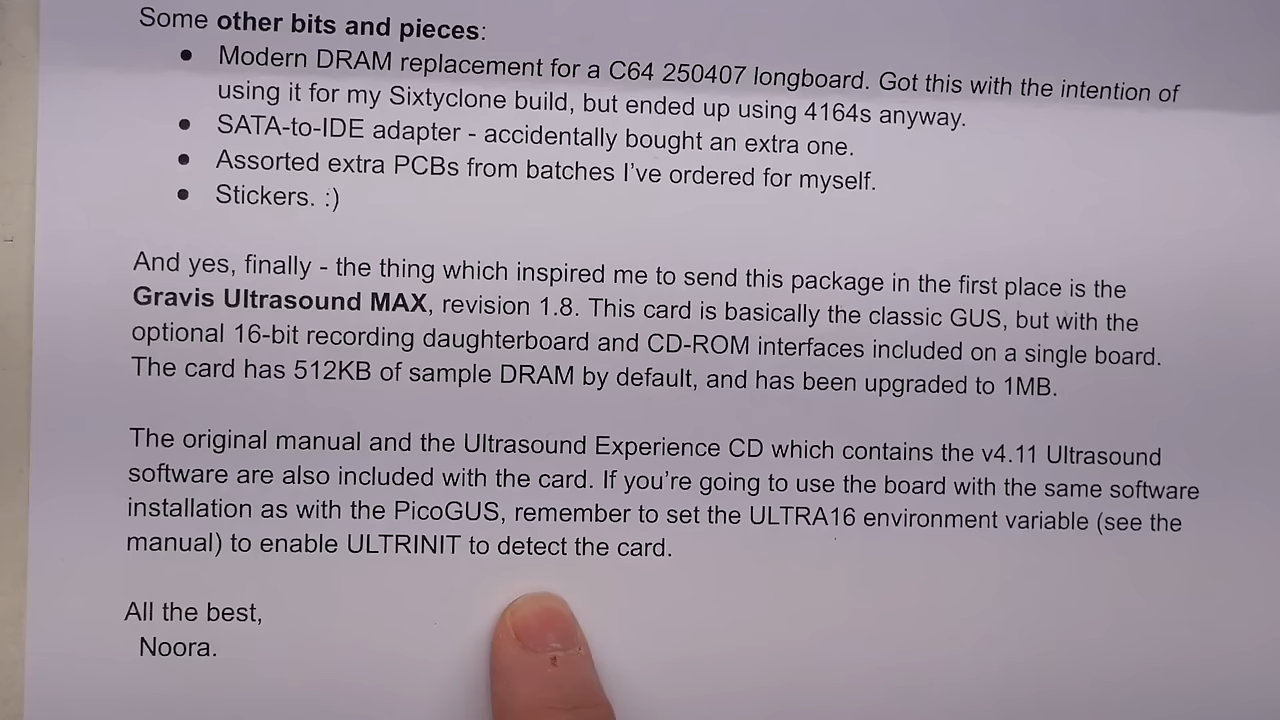 Some other bits and pieces:
● Modern DRAM replacement for a C64 250407 longboard. Got this with the intention of
using it for my Sixtyclone build, but ended up using 4164s anyway.
● SATA-to-IDE adapter - accidentally bought an extra one.
● Assorted extra PCBs from batches I've ordered for myself.
● Stickers. :)
And yes, finally - the thing which inspired me to send this package in the first place is the
Gravis Ultrasound MAX, revision 1.8. This card is basically the classic GUS, but with the
optional 16-bit recording daughterboard and CD-ROM interfaces included on a single board.
The card has 512KB of sample DRAM by default, and has been upgraded to 1MB.
The original manual and the Ultrasound Experience CD which contains the v4.11 Ultrasound
software are also included with the card. If you're going to use the board with the same software
installation as with the PicoGUS, remember to set the ULTRA16 environment variable (see the
manual) to enable ULTRINIT to detect the card.
All the best,
Noora.